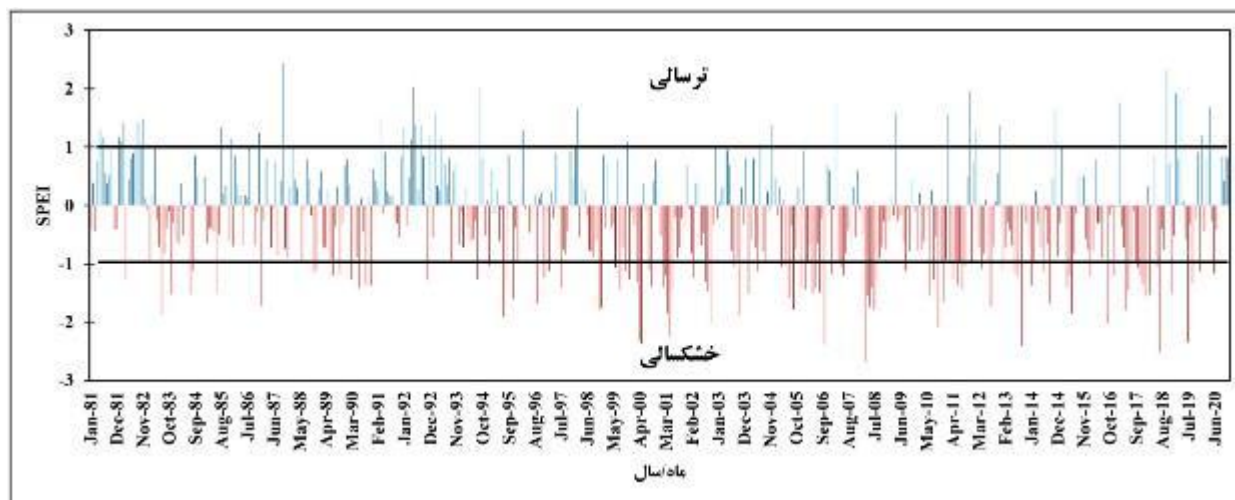 3
ترسالی
2
1
0
SPEI
-1
-2
خشکسالی
-3
Jan-81 Dec-81 Nov-82 Oct-83 Sep-84 Aug-85 Jul-86 Jun-87 May-88 Apr-89 Mar-90 Feb-91 Jan-92 Dec-92 Nov-93 Oct-94 Sep-95 Aug-96 Jul-97 Jun-98 May-99 Apr-00 Mar-01 Feb-02 Jan-03 Dec-03 Nov-04 Oct-05 Sep-06 Aug-07 Jul-08 Jun-09 May-10 Apr-11 Mar-12 Feb-13 Jan-14 Dec-14 Nov-15 Oct-16 Sep-17 Aug-18 Jul-19 Jun-20
ماه/سال